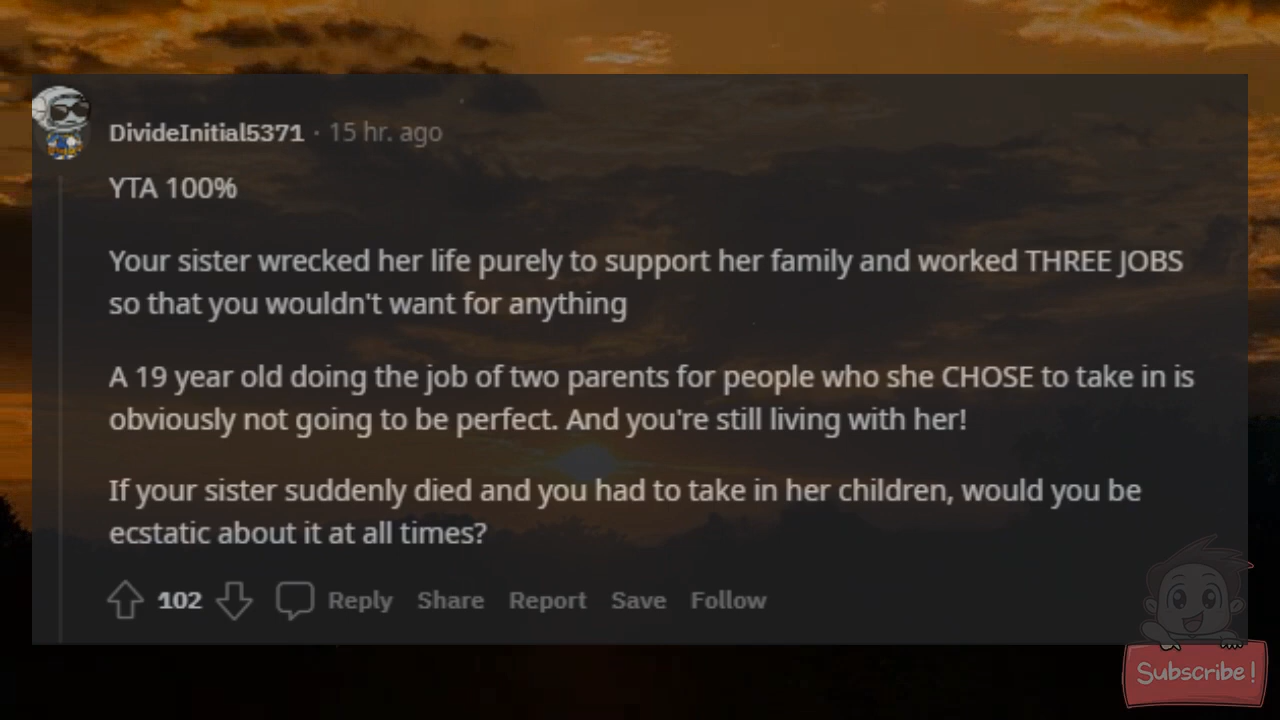 DivideInitial5371 · 15 hr. ago
YTA 100%
Your sister wrecked her life purely to support her family and worked THREE JOBS
so that you wouldn't want for anything
A 19 year old doing the job of two parents for people who she CHOSE to take in is
obviously not going to be perfect. And you're still living with her!
If your sister suddenly died and you had to take in her children, would you be
ecstatic about it at all times?
102 Reply Share Report Save Follow
Subscribe!